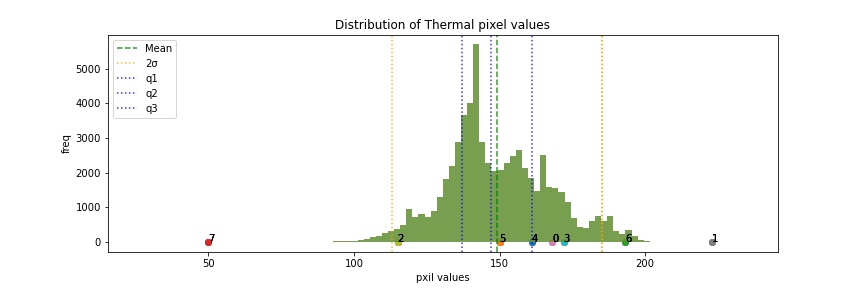 Distribution of Thermal pixel values
Mean
2σ
q1
q2
q3
freq
5000
4000
3000
2000
1000
0
7 2 5 4 0 3 6 1
50 100 150 200
pxil values